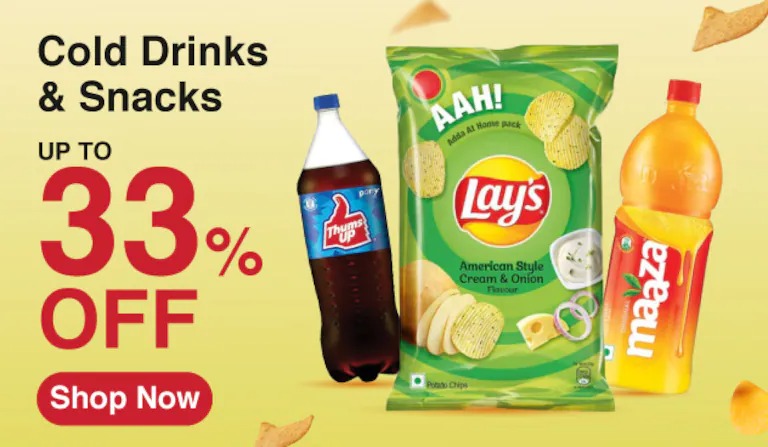 Cold Drinks
& Snacks
UP TO
33%
OFF
Shop Now
Thums
Up
AAH!
Adda At Home pack
Lay's
American Style
Cream & Onion
Flavour
Potato Chips
maaza